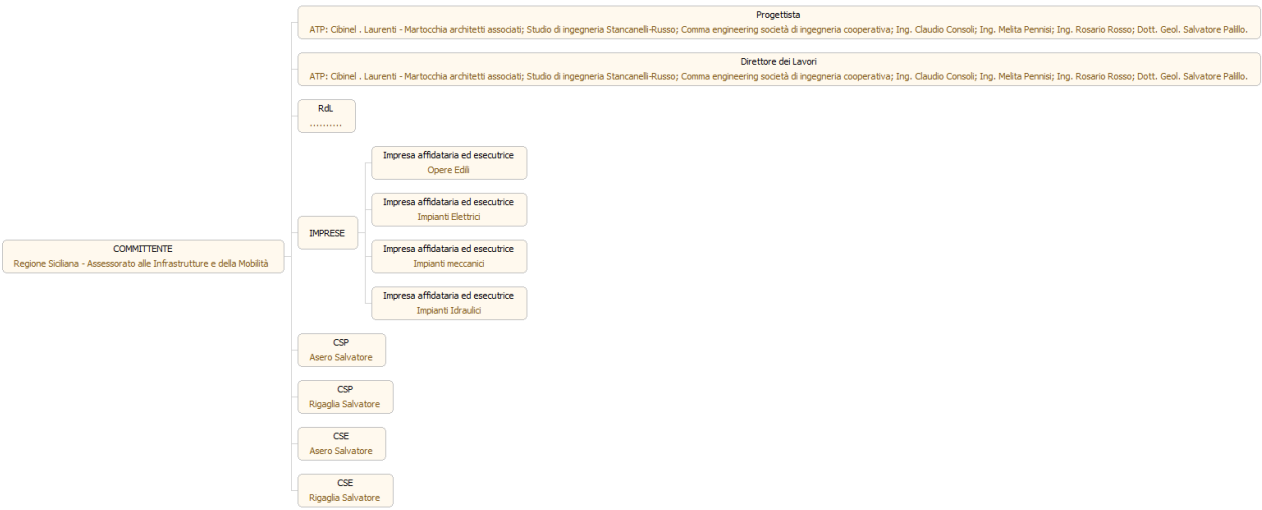 Progettista
ATP: Cibinel . Laurenti - Martocchia architetti associati; Studio di ingegneria Stancanelli-Russo; Comma engineering società di ingegneria cooperativa; Ing. Claudio Consoli; Ing. Melita Pennisi; Ing. Rosario Rosso; Dott. Geol. Salvatore Palillo.
Direttore dei Lavori
ATP: Cibinel . Laurenti - Martocchia architetti associati; Studio di ingegneria Stancanelli-Russo; Comma engineering società di ingegneria cooperativa; Ing. Claudio Consoli; Ing. Melita Pennisi; Ing. Rosario Rosso; Dott. Geol. Salvatore Palillo.
RdL
..........
Impresa affidataria ed esecutrice
Opere Edili
Impresa affidataria ed esecutrice
Impianti Elettrici
IMPRESE
COMMITTENTE
Regione Siciliana - Assessorato alle Infrastrutture e della Mobilità
Impresa affidataria ed esecutrice
Impianti meccanici
Impresa affidataria ed esecutrice
Impianti Idraulici
CSP
Asero Salvatore
CSP
Rigaglia Salvatore
CSE
Asero Salvatore
CSE
Rigaglia Salvatore